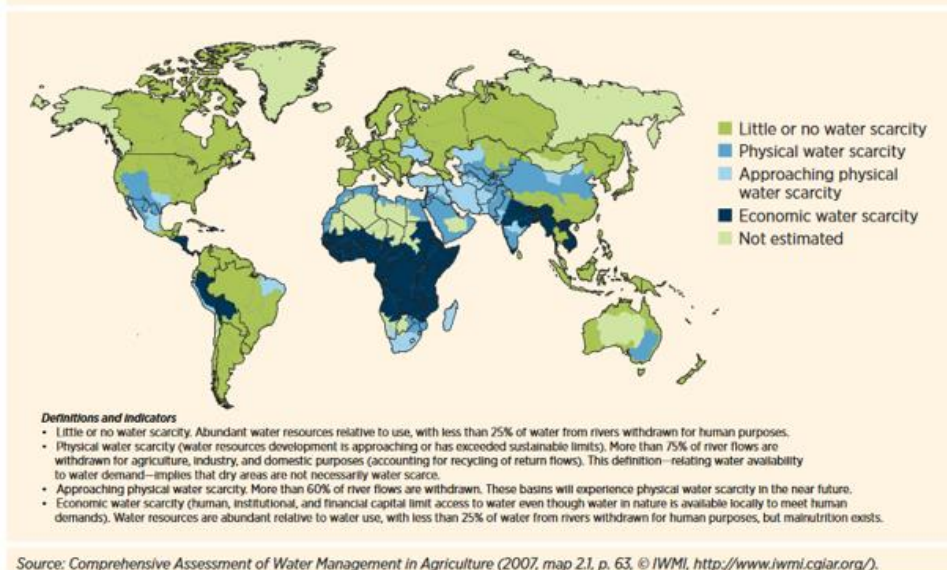 Little or no water scarcity
Physical water scarcity
Approaching physical
water scarcity
Economic water scarcity
Not estimated
Definitions and indicators
• Little or no water scarcity. Abundant water resources relative to use, with less than 25% of water from rivers withdrawn for human purposes.
• Physical water scarcity (water resources development is approaching or has exceeded sustainable limits). More than 75% of river flows are
withdrawn for agriculture, industry, and domestic purposes (accounting for recycling of return flows). This definition—relating water availability
to water demand—implies that dry areas are not necessarily water scarce.
• Approaching physical water scarcity. More than 60% of river flows are withdrawn. These basins will experience physical water scarcity in the near future.
• Economic water scarcity (human, institutional, and financial capital limit access to water even though water in nature is available locally to meet human
demands). Water resources are abundant relative to water use, with less than 25% of water from rivers withdrawn for human purposes, but malnutrition exists.
Source: Comprehensive Assessment of Water Management in Agriculture (2007, map 2.1, p. 63, © IWMI, http://www.iwmi.cgiar.org/).